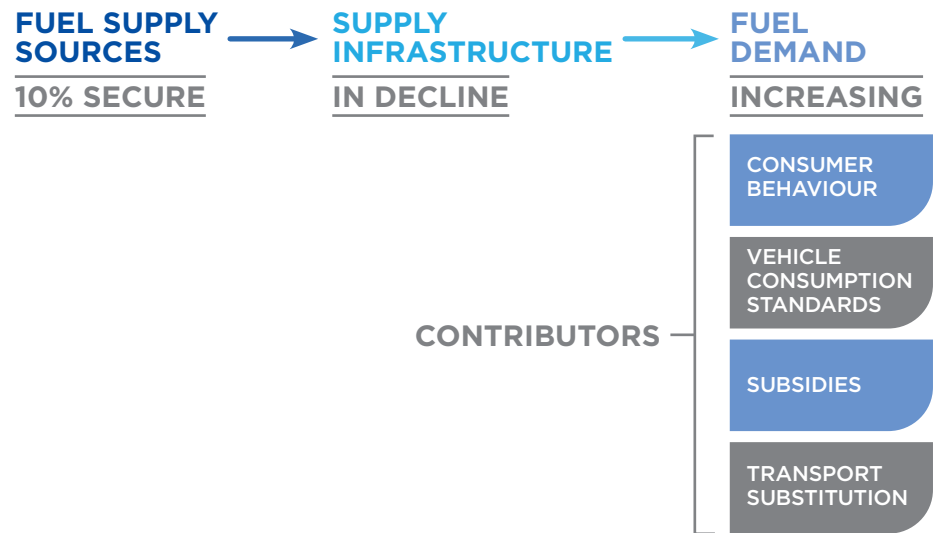 FUEL SUPPLY
SOURCES
10% SECURE
SUPPLY
INFRASTRUCTURE
IN DECLINE
FUEL
DEMAND
INCREASING
CONTRIBUTORS
CONSUMER
BEHAVIOUR
VEHICLE
CONSUMPTION
STANDARDS
SUBSIDIES
TRANSPORT
SUBSTITUTION